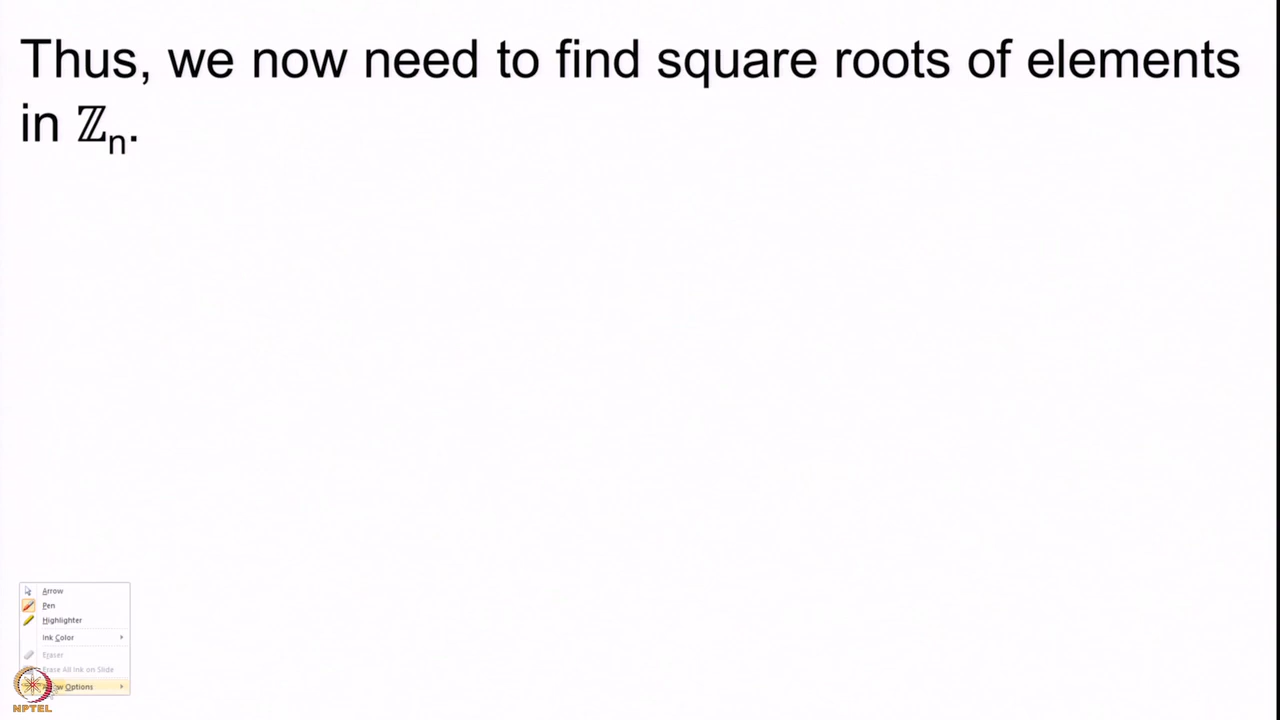 Thus, we now need to find square roots of elements
in ℤn.
Arrow
Pen
Highlighter
Ink Color
Eraser
Erase All Ink on Slide
Options
NPTEL